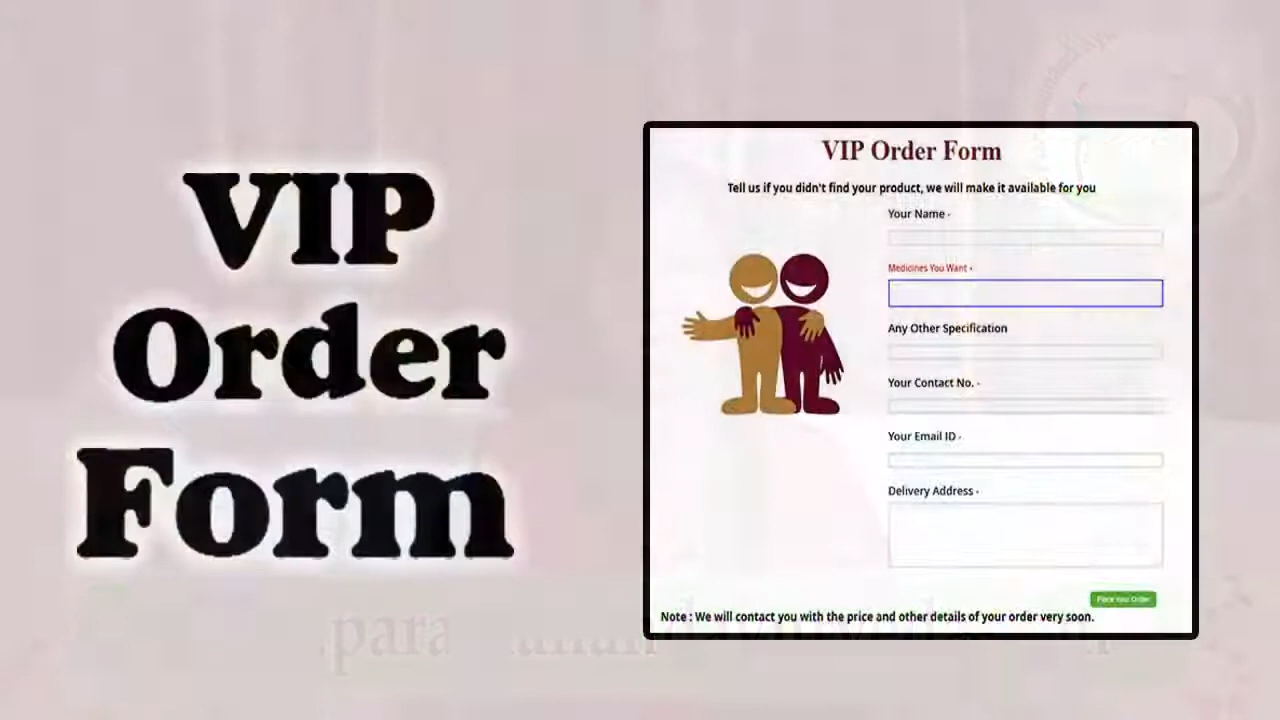 VIP
Order
Form
VIP Order Form
Tell us if you didn't find your product, we will make it available for you
Your Name *
Medicines You Want *
Any Other Specification
Your Contact No. *
Your Email ID *
Delivery Address *
Place Your Order
Note : We will contact you with the price and other details of your order very soon.